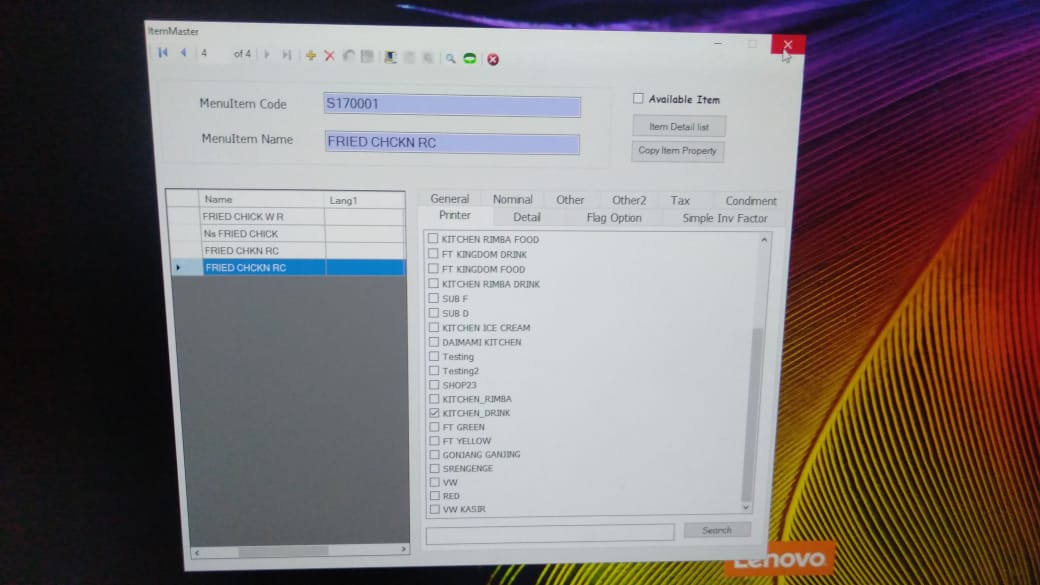 ItemMaster
4 of 4
MenuItem Code S170001
Available Item
Item Detail list
MenuItem Name FRIED CHCKN RC
Copy Item Property
Name Lang1
FRIED CHICK W R
Ns FRIED CHICK
FRIED CHKN RC
FRIED CHCKN RC
General Nominal Other Other2 Tax Condiment
Printer Detail Flag Option Simple Inv Factor
KITCHEN RIMBA FOOD
FT KINGDOM DRINK
FT KINGDOM FOOD
KITCHEN RIMBA DRINK
SUB F
SUB D
KITCHEN ICE CREAM
DAIMAMI KITCHEN
Testing
Testing2
SHOP23
KITCHEN_RIMBA
KITCHEN_DRINK
FT GREEN
FT YELLOW
GONJANG GANJING
SRENGENGE
VW
RED
VW KASIR
Search
Lenovo